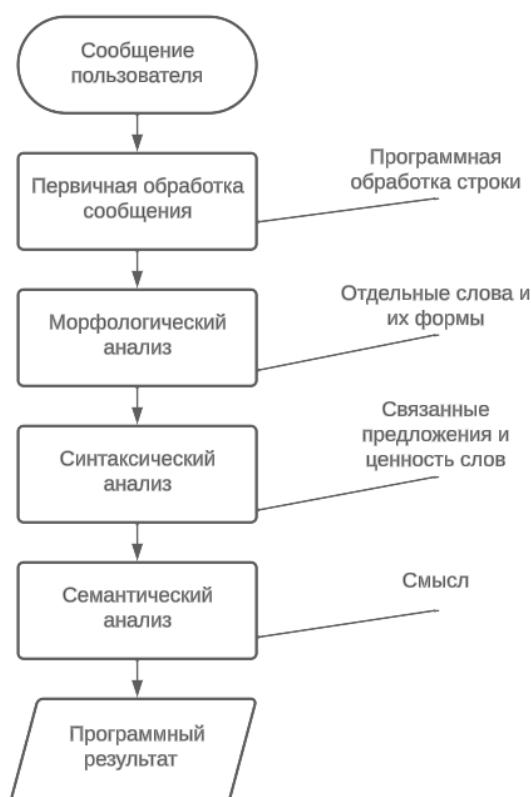 Сообщение
пользователя
Первичная обработка
сообщения
Программная
обработка строки
Морфологический
анализ
Отдельные слова и
их формы
Синтаксический
анализ
Связанные
предложения и
ценность слов
Семантический
анализ
Смысл
Программный
результат